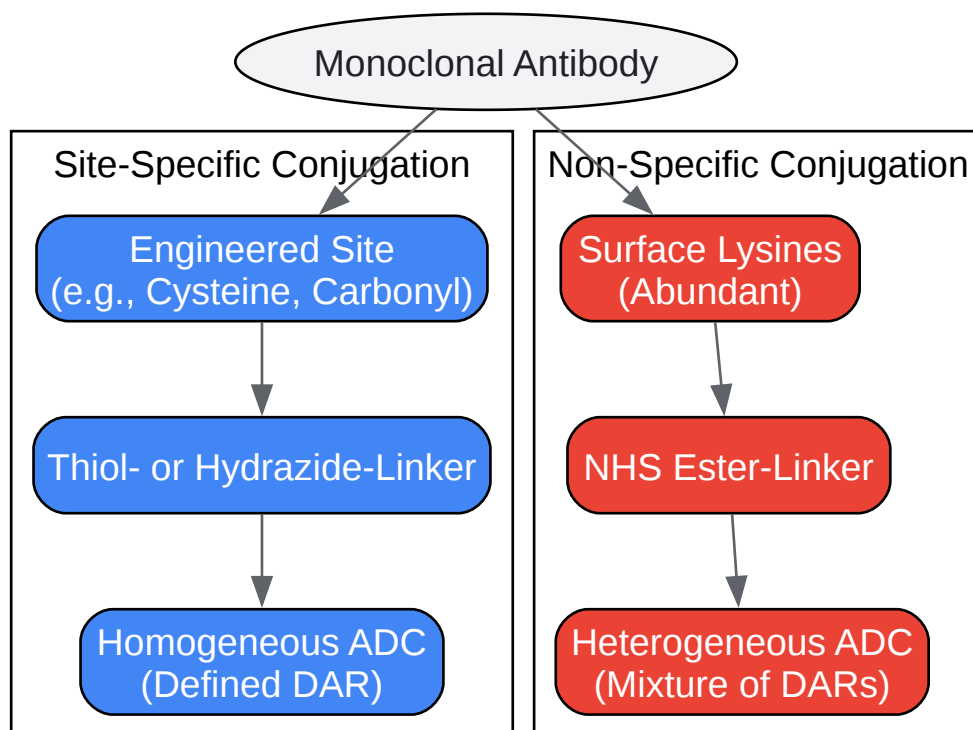 Monoclonal Antibody
Site-Specific Conjugation
Engineered Site
(e.g., Cysteine, Carbonyl)
Thiol- or Hydrazide-Linker
Homogeneous ADC
(Defined DAR)
Non-Specific Conjugation
Surface Lysines
(Abundant)
NHS Ester-Linker
Heterogeneous ADC
(Mixture of DARs)